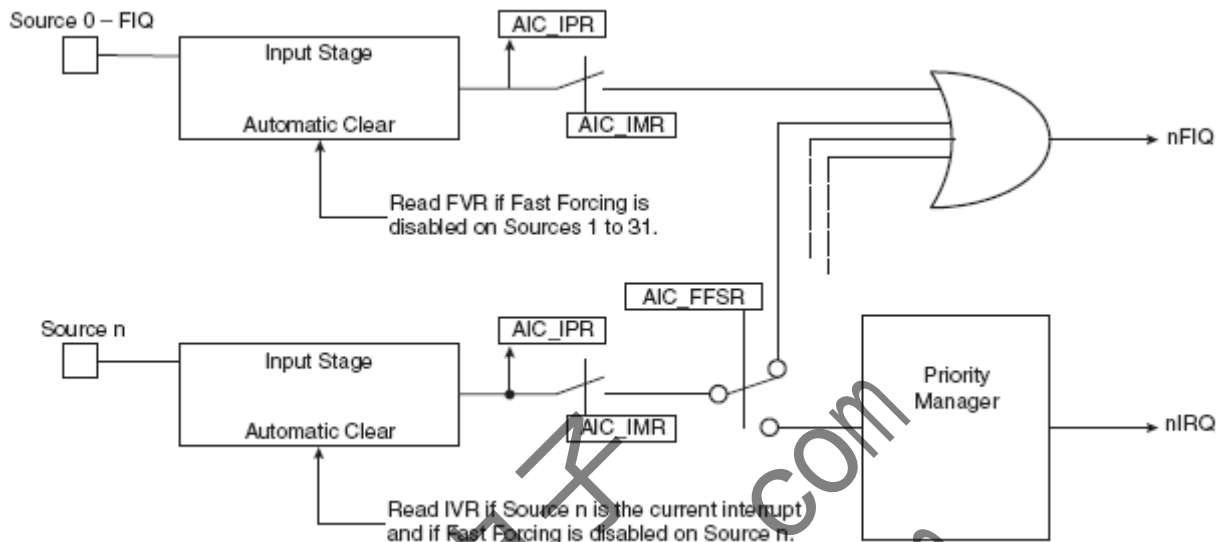 Source 0 – FIQ
AIC_IPR
Input Stage
Automatic Clear
AIC_IMR
nFIQ
Read FVR if Fast Forcing is
disabled on Sources 1 to 31.
AIC_FFSR
Source n
AIC_IPR
Input Stage
Priority
Manager
Automatic Clear
AIC_IMR
nIRQ
Read IVR if Source n is the current interrupt
and if Fast Forcing is disabled on Source n.
com